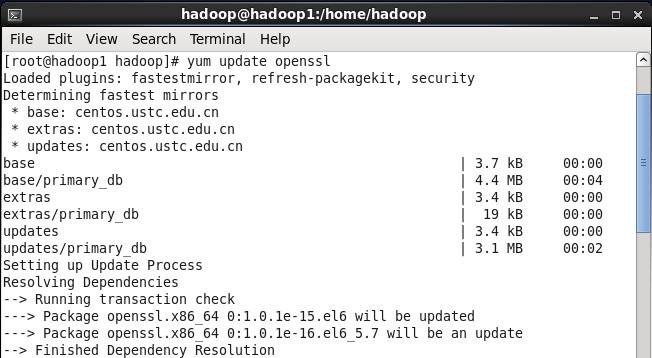 hadoop@hadoop1:/home/hadoop
File Edit View Search Terminal Help
[root@hadoop1 hadoop]# yum update openssl
Loaded plugins: fastestmirror, refresh-packagekit, security
Determining fastest mirrors
 * base: centos.ustc.edu.cn
 * extras: centos.ustc.edu.cn
 * updates: centos.ustc.edu.cn
base | 3.7 kB 00:00
base/primary_db | 4.4 MB 00:04
extras | 3.4 kB 00:00
extras/primary_db | 19 kB 00:00
updates | 3.4 kB 00:00
updates/primary_db | 3.1 MB 00:02
Setting up Update Process
Resolving Dependencies
--> Running transaction check
---> Package openssl.x86_64 0:1.0.1e-15.el6 will be updated
---> Package openssl.x86_64 0:1.0.1e-16.el6_5.7 will be an update
--> Finished Dependency Resolution